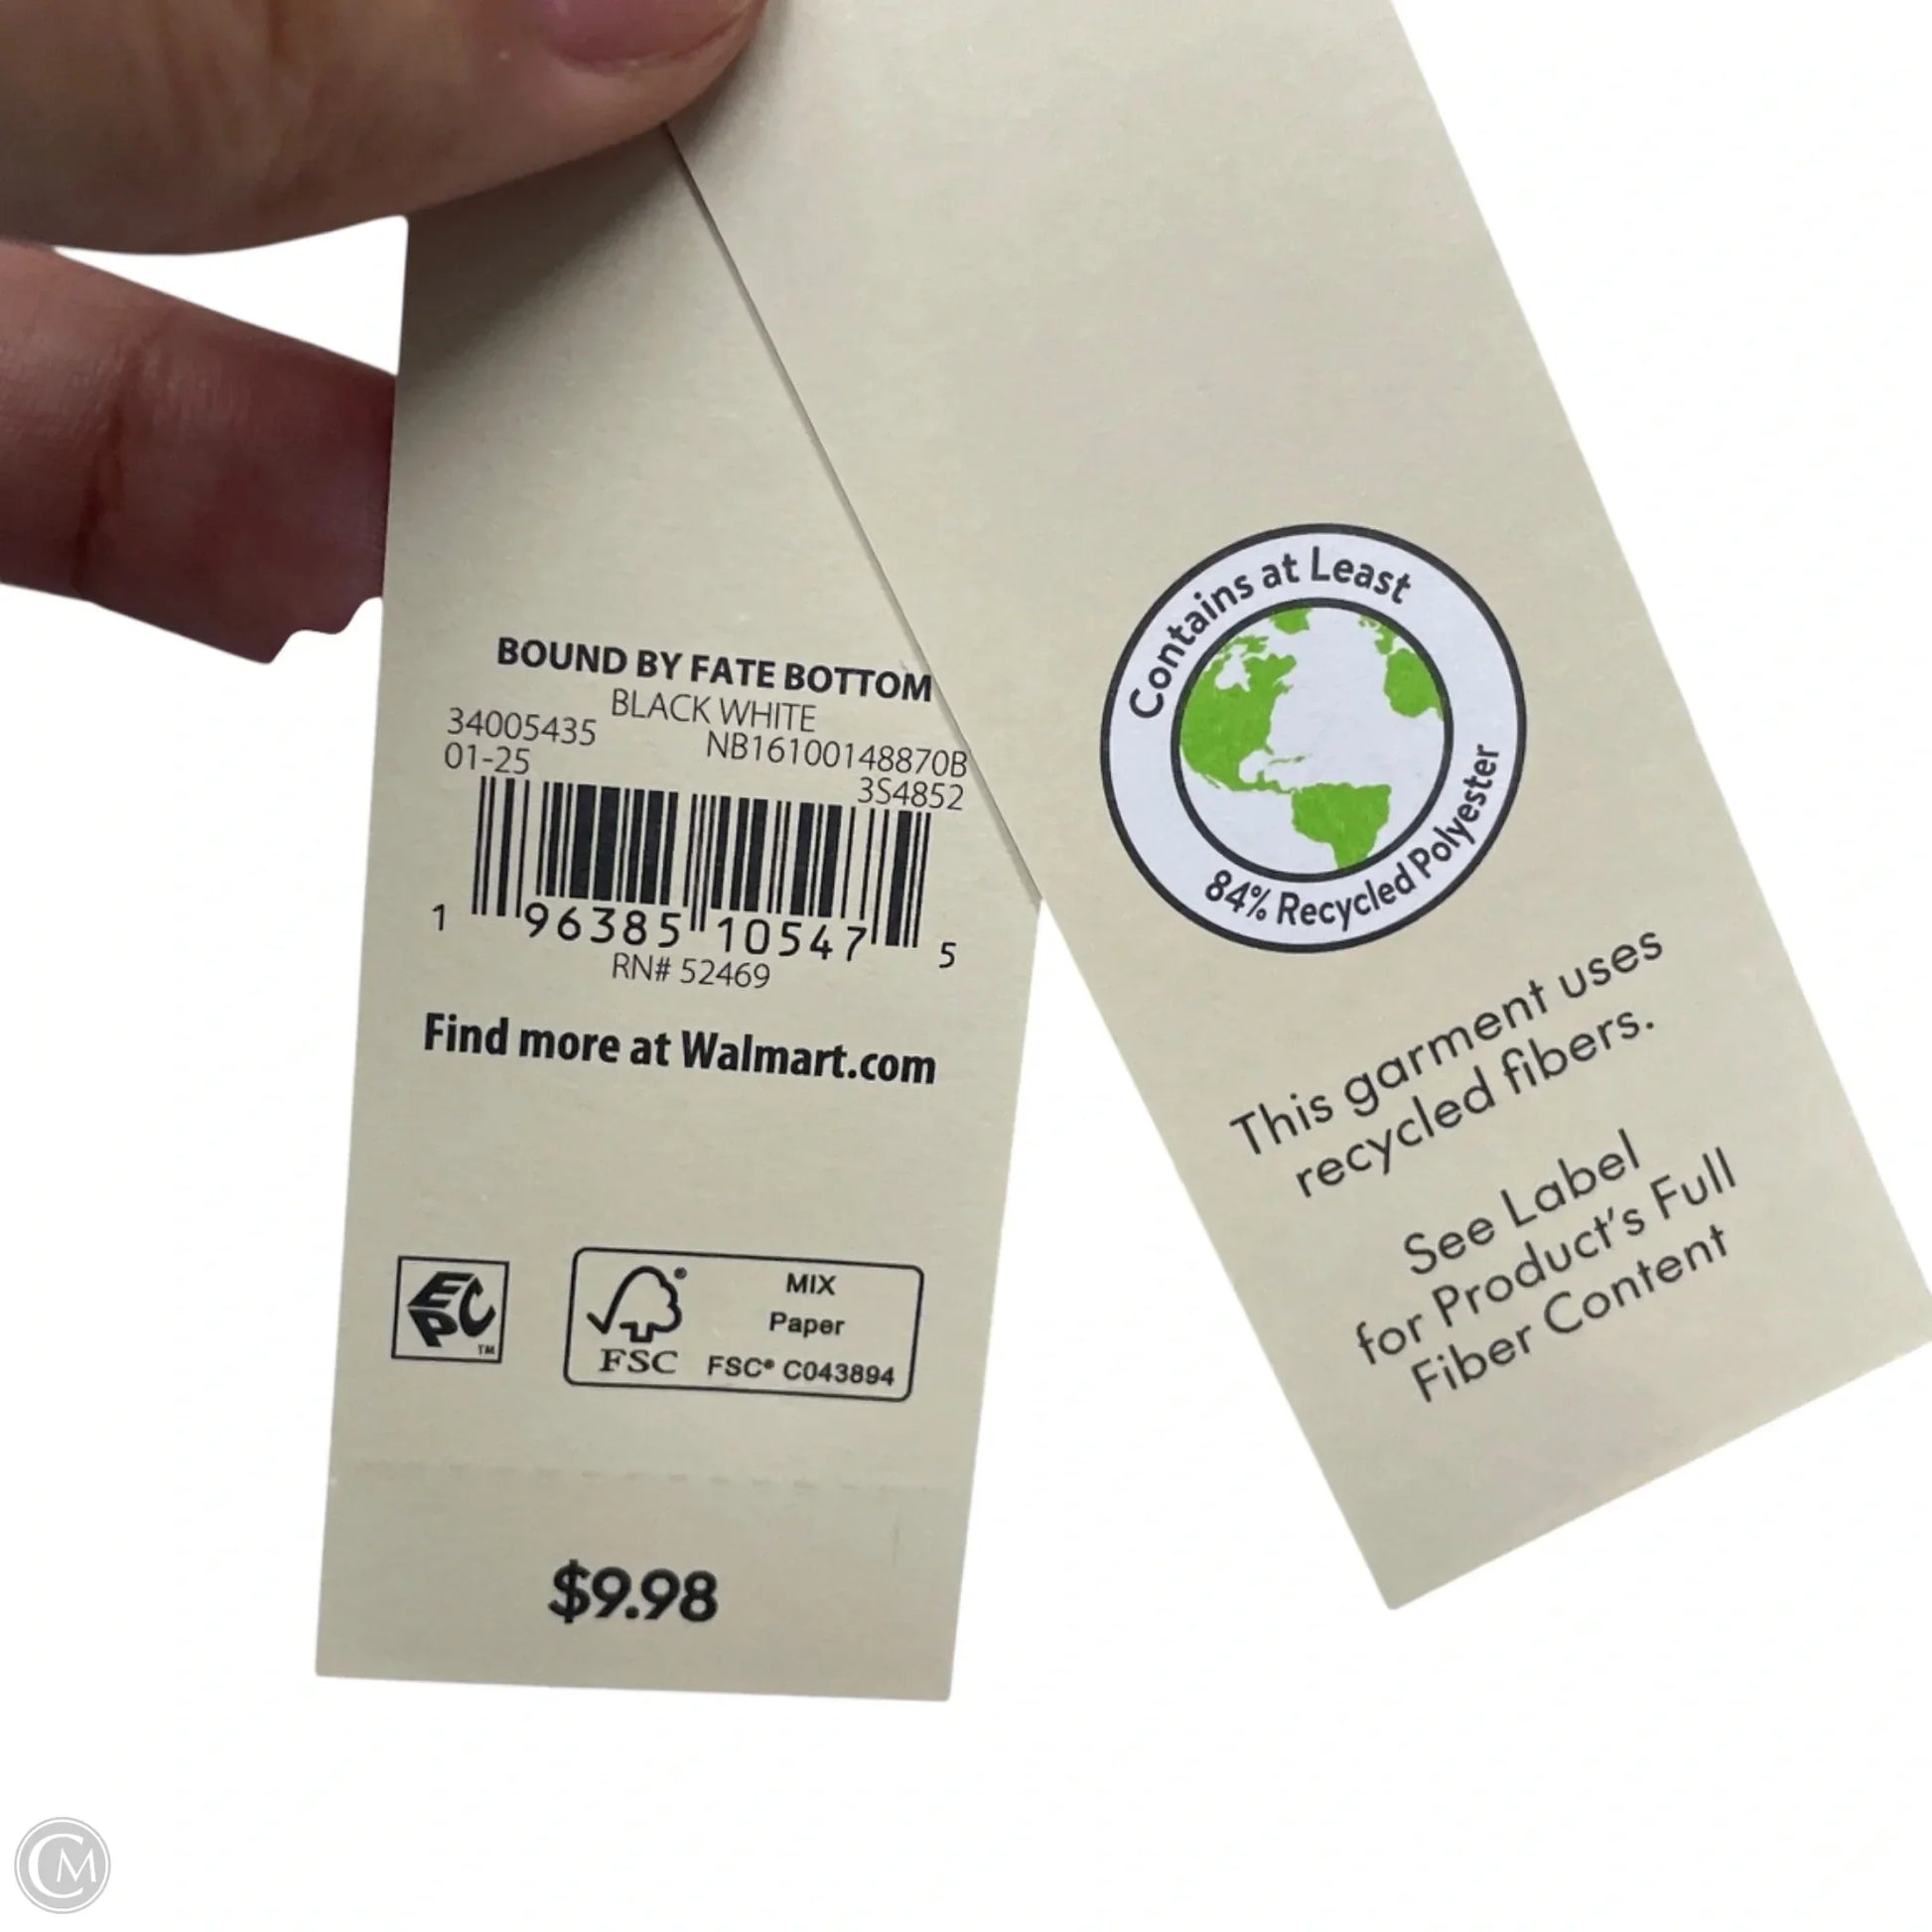 BOUND BY FATE BOTTOM
BLACK WHITE
34005435 NB16100148870B
01-25 3S4852
1 96385 10547 5
RN# 52469
Find more at Walmart.com
EPC™
MIX
Paper
FSC® C043894
®
FSC
$9.98
Contains at Least
84% Recycled Polyester
This garment uses
recycled fibers.
See Label
for Product's Full
Fiber Content
CM